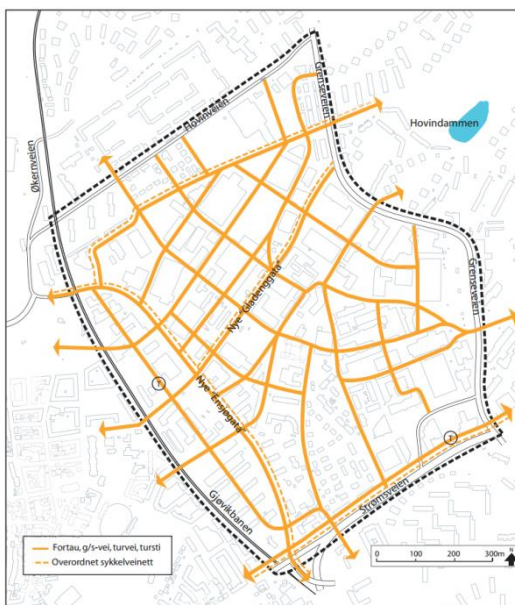 Hovinveien
Grenseveien
Hovindammen
Økernveien
Nye "Gladenggata"
Grenseveien
T
Nye "Ensjøgata"
T
Strømsveien
Gjøvikbanen
Fortau, g/s-vei, turvei, tursti
Overordnet sykkelveinett
0 100 200 300m
N